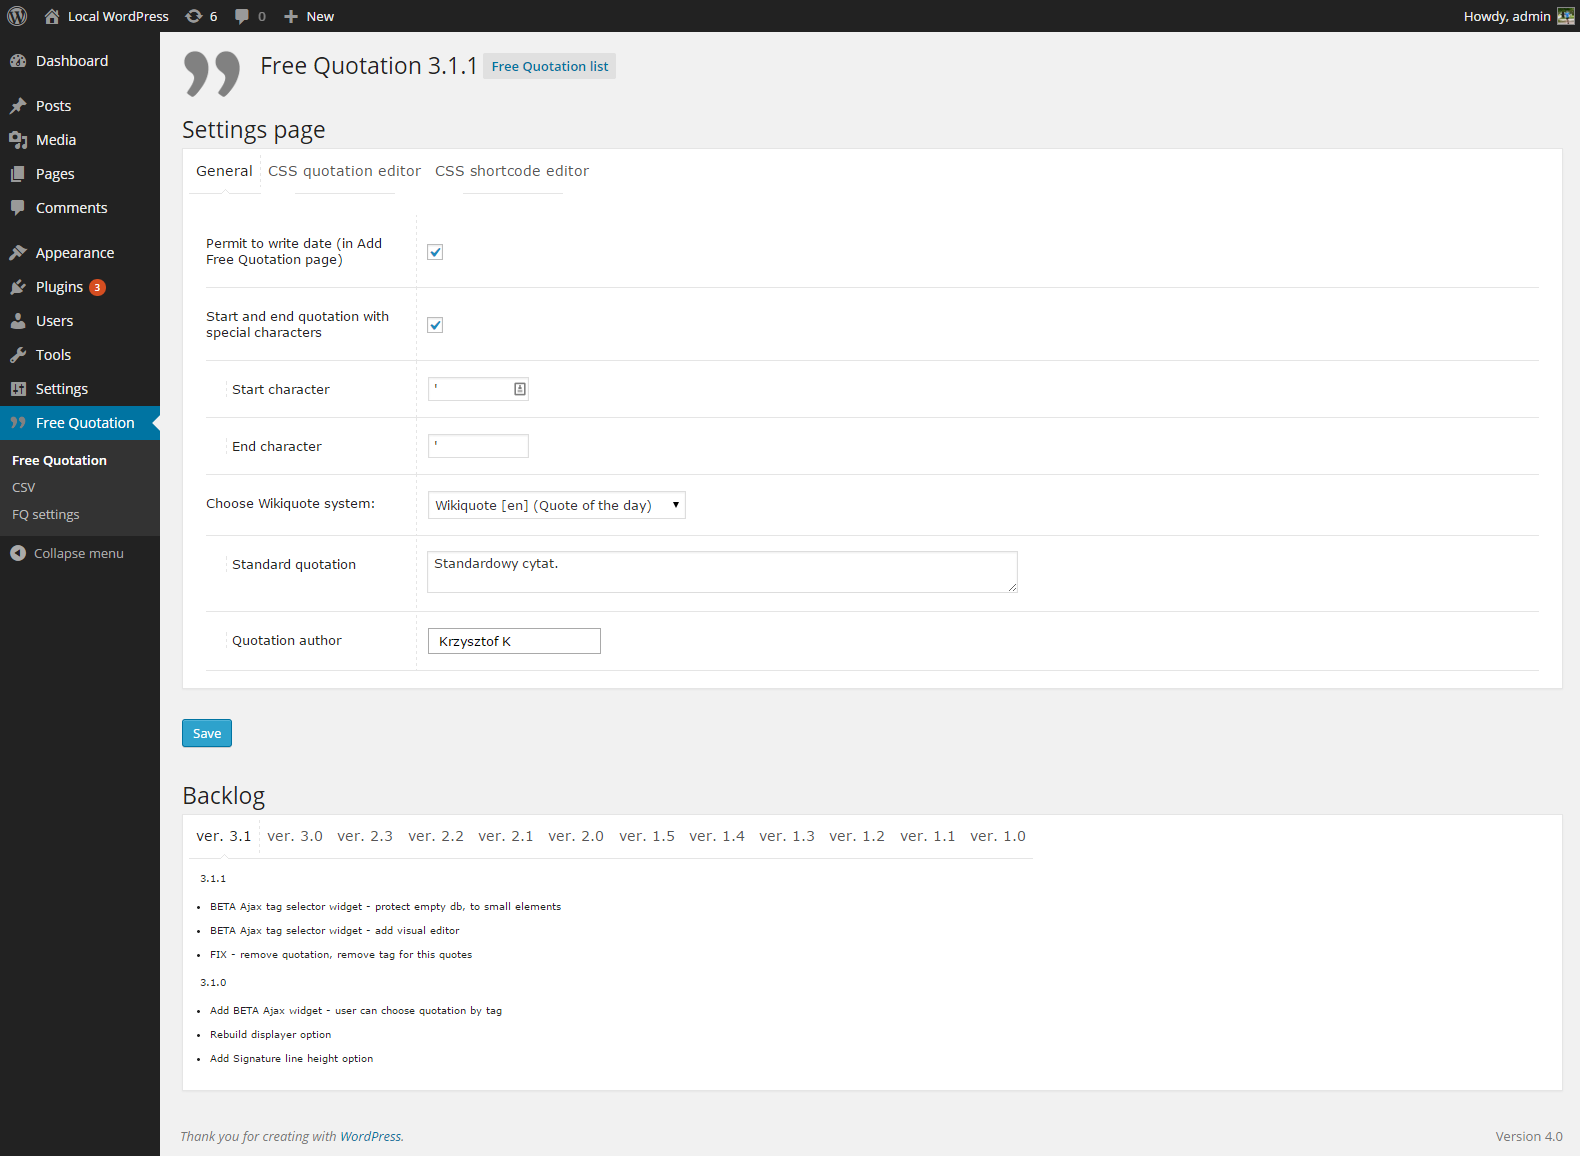 Local WordPress 6 0 New Howdy, admin
Dashboard
Posts
Media
Pages
Comments
Appearance
Plugins 3
Users
Tools
Settings
Free Quotation
Free Quotation
CSV
FQ settings
Collapse menu
Free Quotation 3.1.1 Free Quotation list
Settings page
General CSS quotation editor CSS shortcode editor
Permit to write date (in Add
Free Quotation page)
Start and end quotation with
special characters
Start character '
End character '
Choose Wikiquote system: Wikiquote [en] (Quote of the day)
Standard quotation Standardowy cytat.
Quotation author Krzysztof K
Save
Backlog
ver. 3.1 ver. 3.0 ver. 2.3 ver. 2.2 ver. 2.1 ver. 2.0 ver. 1.5 ver. 1.4 ver. 1.3 ver. 1.2 ver. 1.1 ver. 1.0
3.1.1
• BETA Ajax tag selector widget - protect empty db, to small elements
• BETA Ajax tag selector widget - add visual editor
• FIX - remove quotation, remove tag for this quotes
3.1.0
• Add BETA Ajax widget - user can choose quotation by tag
• Rebuild displayer option
• Add Signature line height option
Thank you for creating with WordPress. Version 4.0